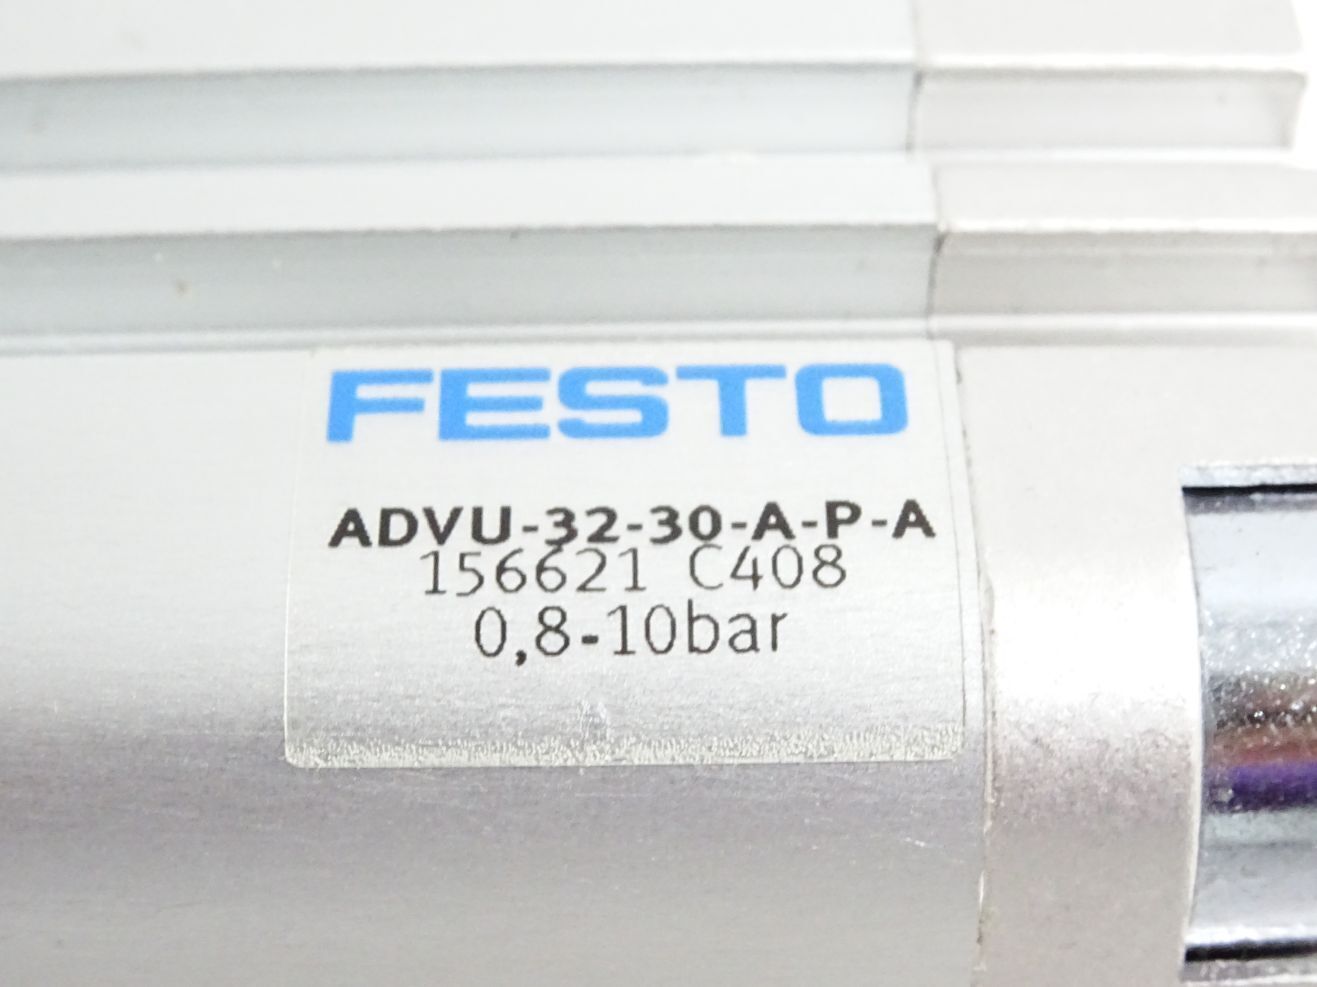 FESTO
ADVU-32-30-A-P-A
156621 C408
0,8-10bar